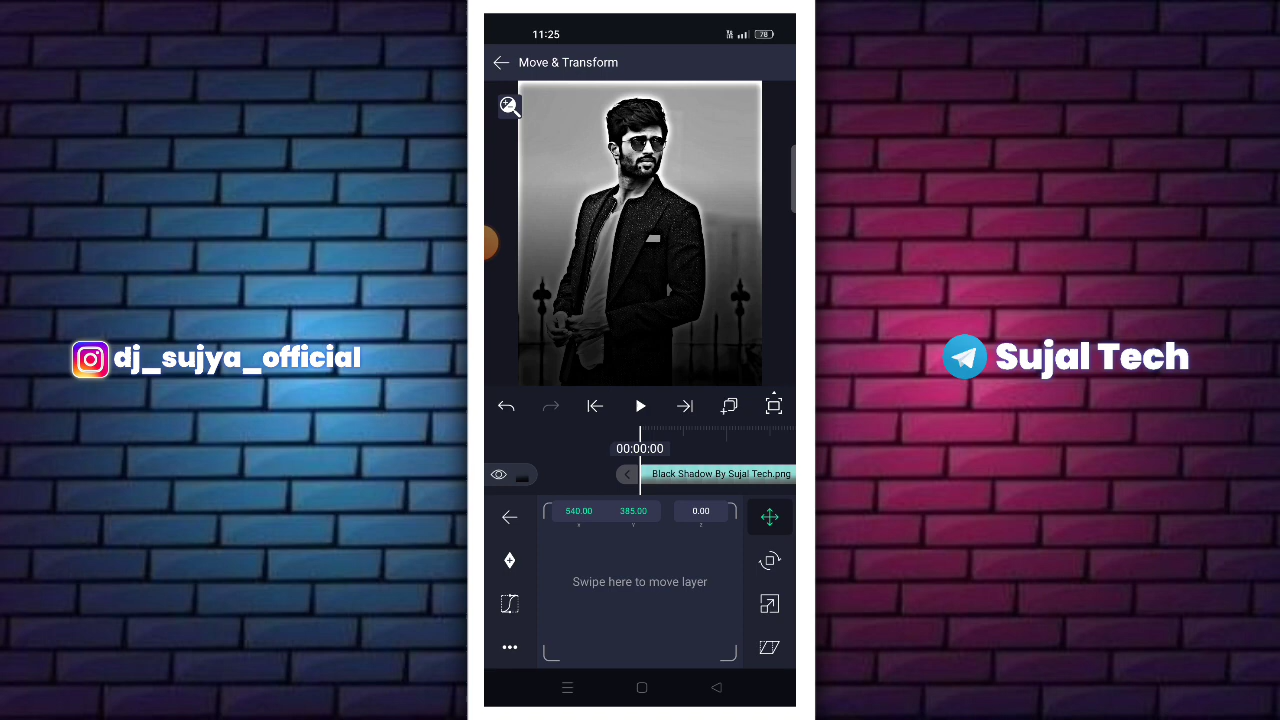 11:25
78
Move & Transform
dj_sujya_official
Sujal Tech
00:00:00
Black Shadow By Sujal Tech.png
540.00 385.00 0.00
X Y Z
Swipe here to move layer